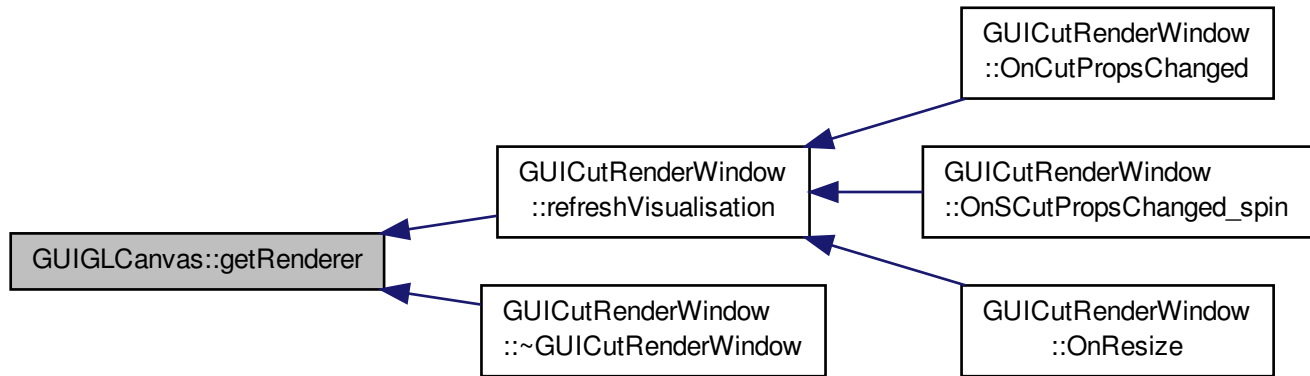 GUICutRenderWindow
::OnCutPropsChanged
GUICutRenderWindow
::refreshVisualisation
GUICutRenderWindow
::OnSCutPropsChanged_spin
GUIGLCanvas::getRenderer
GUICutRenderWindow
::~GUICutRenderWindow
GUICutRenderWindow
::OnResize